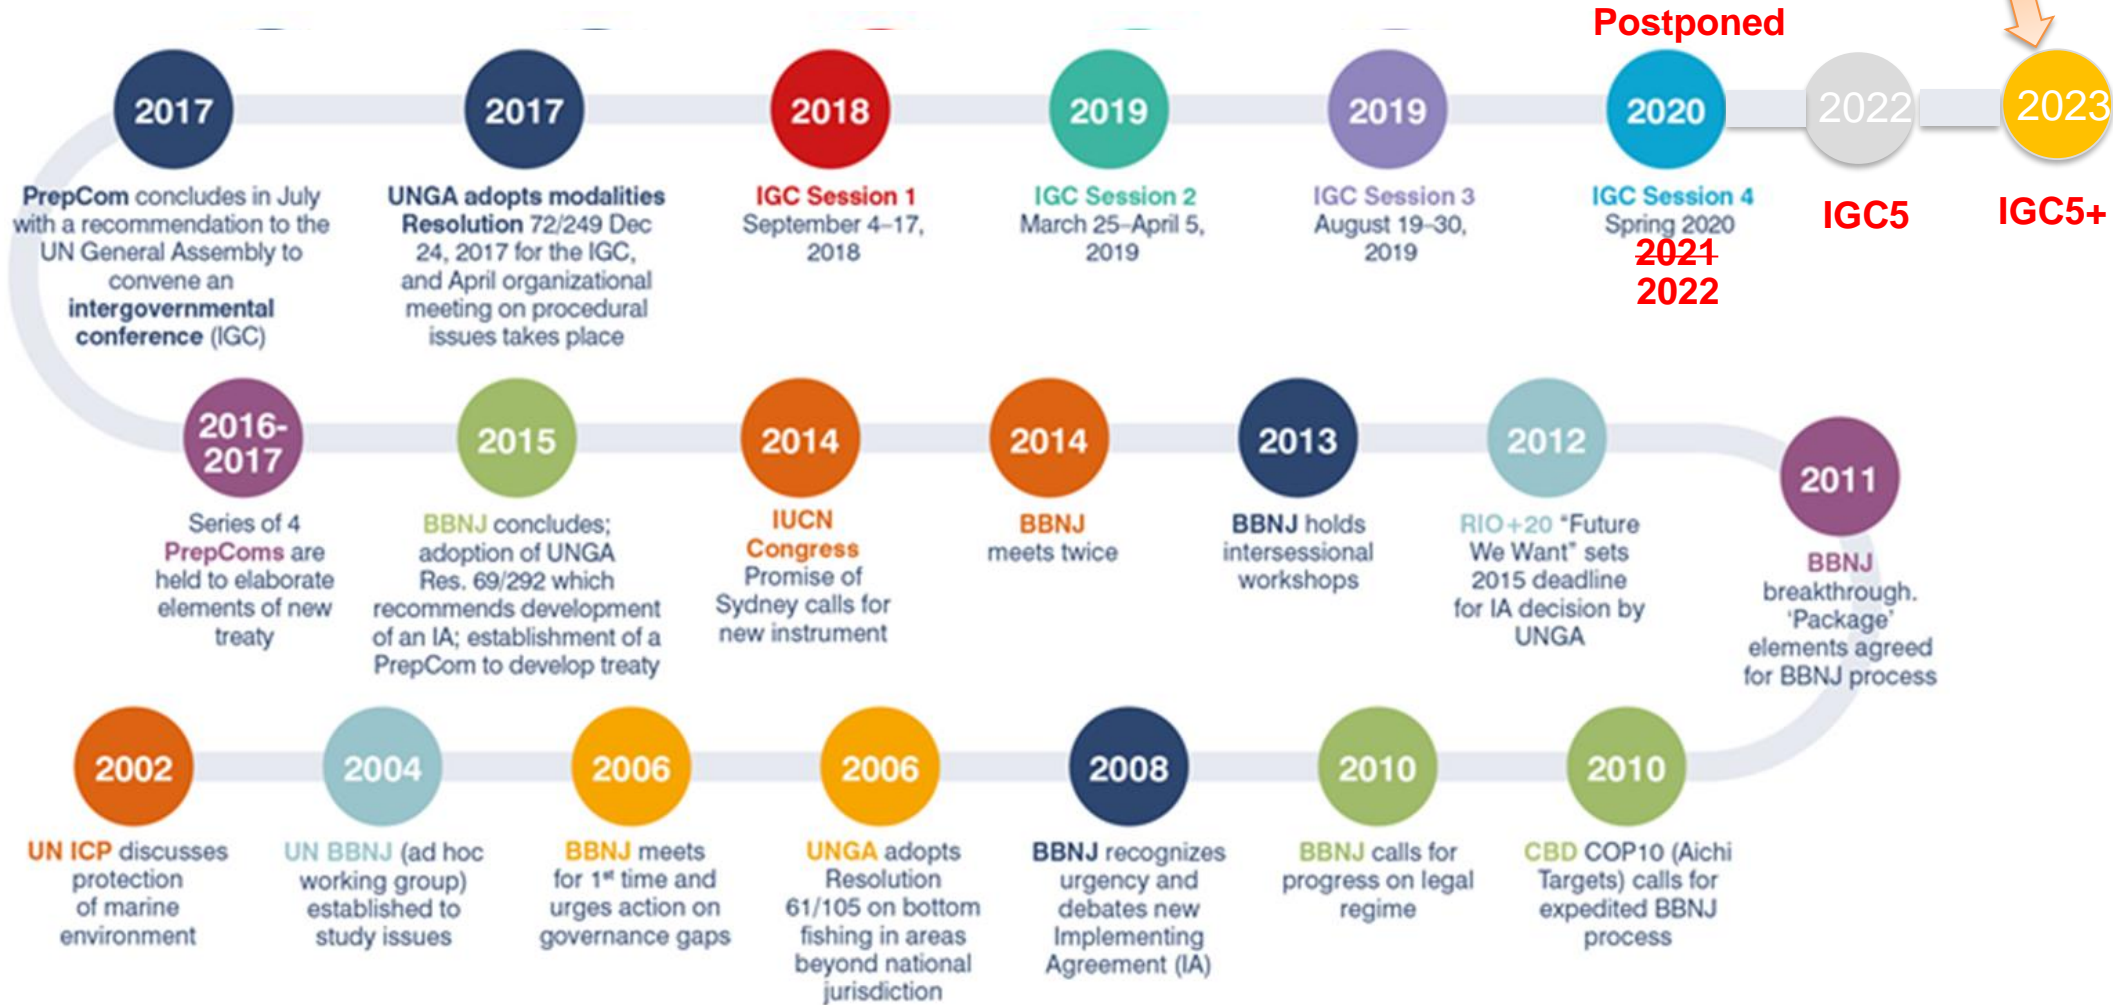 Postponed
2017
2017
2018
2019
2019
2020
2022
2023
PrepCom concludes in July
with a recommendation to the
UN General Assembly to
convene an
intergovernmental
conference (IGC)
UNGA adopts modalities
Resolution 72/249 Dec
24, 2017 for the IGC,
and April organizational
meeting on procedural
issues takes place
IGC Session 1
September 4–17,
2018
IGC Session 2
March 25–April 5,
2019
IGC Session 3
August 19–30,
2019
IGC Session 4
Spring 2020
2021
2022
IGC5
IGC5+
2016-
2017
2015
2014
2014
2013
2012
2011
Series of 4
PrepComs are
held to elaborate
elements of new
treaty
BBNJ concludes;
adoption of UNGA
Res. 69/292 which
recommends development
of an IA; establishment of a
PrepCom to develop treaty
IUCN
Congress
Promise of
Sydney calls for
new instrument
BBNJ
meets twice
BBNJ holds
intersessional
workshops
RIO+20 “Future
We Want” sets
2015 deadline
for IA decision by
UNGA
BBNJ
breakthrough.
‘Package’
elements agreed
for BBNJ process
2002
2004
2006
2006
2008
2010
2010
UN ICP discusses
protection
of marine
environment
UN BBNJ (ad hoc
working group)
established to
study issues
BBNJ meets
for 1st time and
urges action on
governance gaps
UNGA adopts
Resolution
61/105 on bottom
fishing in areas
beyond national
jurisdiction
BBNJ recognizes
urgency and
debates new
Implementing
Agreement (IA)
BBNJ calls for
progress on legal
regime
CBD COP10 (Aichi
Targets) calls for
expedited BBNJ
process